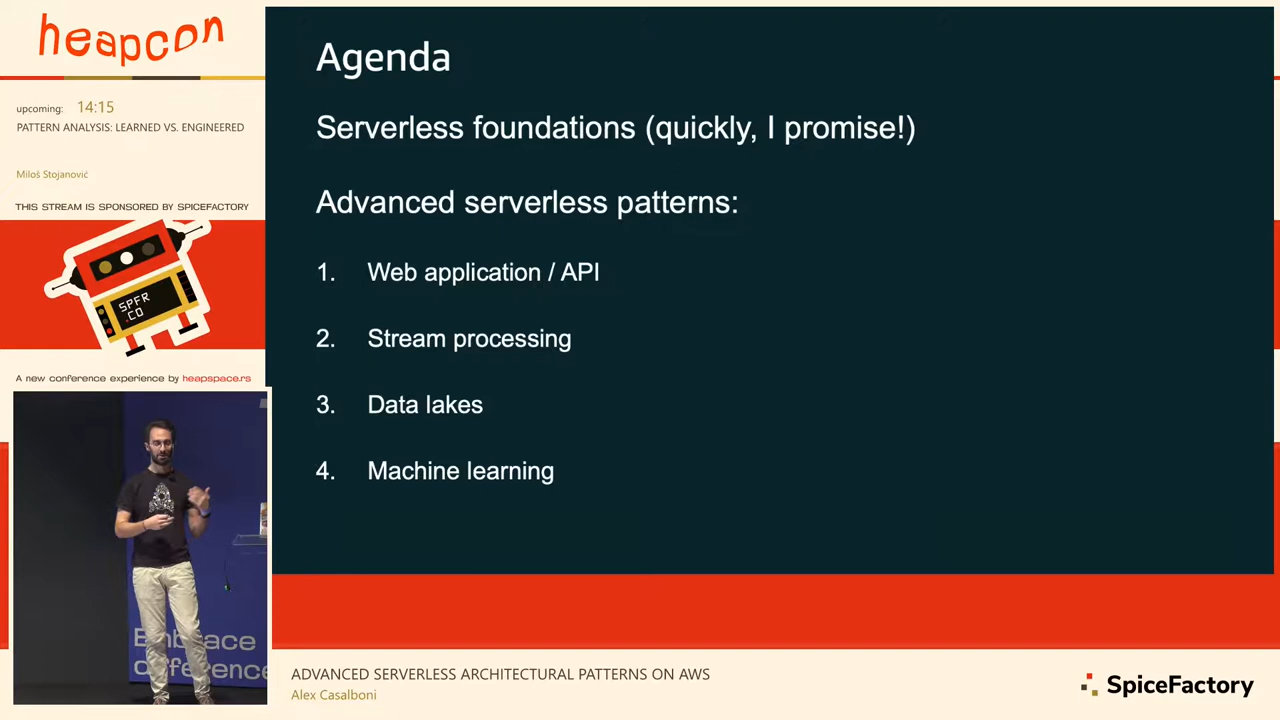 heapcon
upcoming: 14:15
PATTERN ANALYSIS: LEARNED VS. ENGINEERED
Miloš Stojanović
THIS STREAM IS SPONSORED BY SPICEFACTORY
SPFR
.CO
A new conference experience by heapspace.rs
Embrace
difference
Agenda
Serverless foundations (quickly, I promise!)
Advanced serverless patterns:
1. Web application / API
2. Stream processing
3. Data lakes
4. Machine learning
ADVANCED SERVERLESS ARCHITECTURAL PATTERNS ON AWS
Alex Casalboni
SpiceFactory